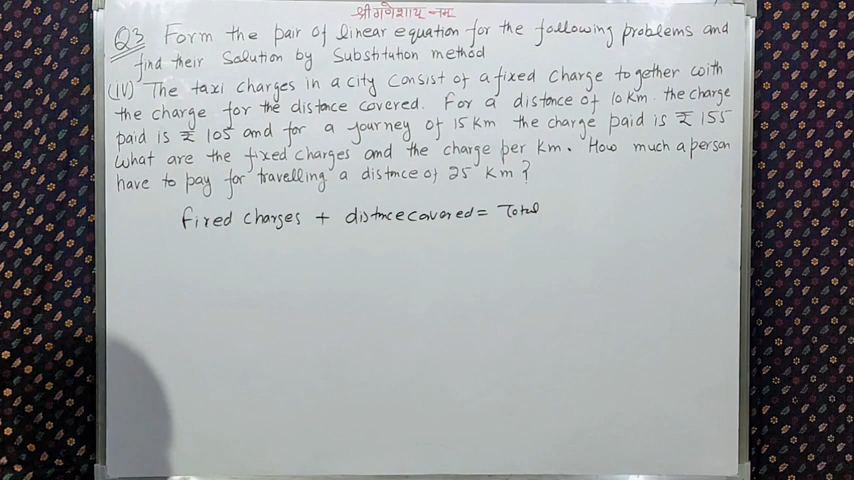 श्री गणेशाय नमः
Q3 Form the pair of linear equation for the following problems and
find their Solution by Substitution method
(IV) The taxi charges in a city Consist of a fixed charge together with
the charge for the distance covered. For a distance of 10 Km the charge
paid is ₹ 105 and for a Journey of 15 Km the charge paid is ₹ 155
What are the fixed charges and the charge per Km. How much a person
have to pay for travelling a distance of 25 Km?
fixed charges + distance covered = Total